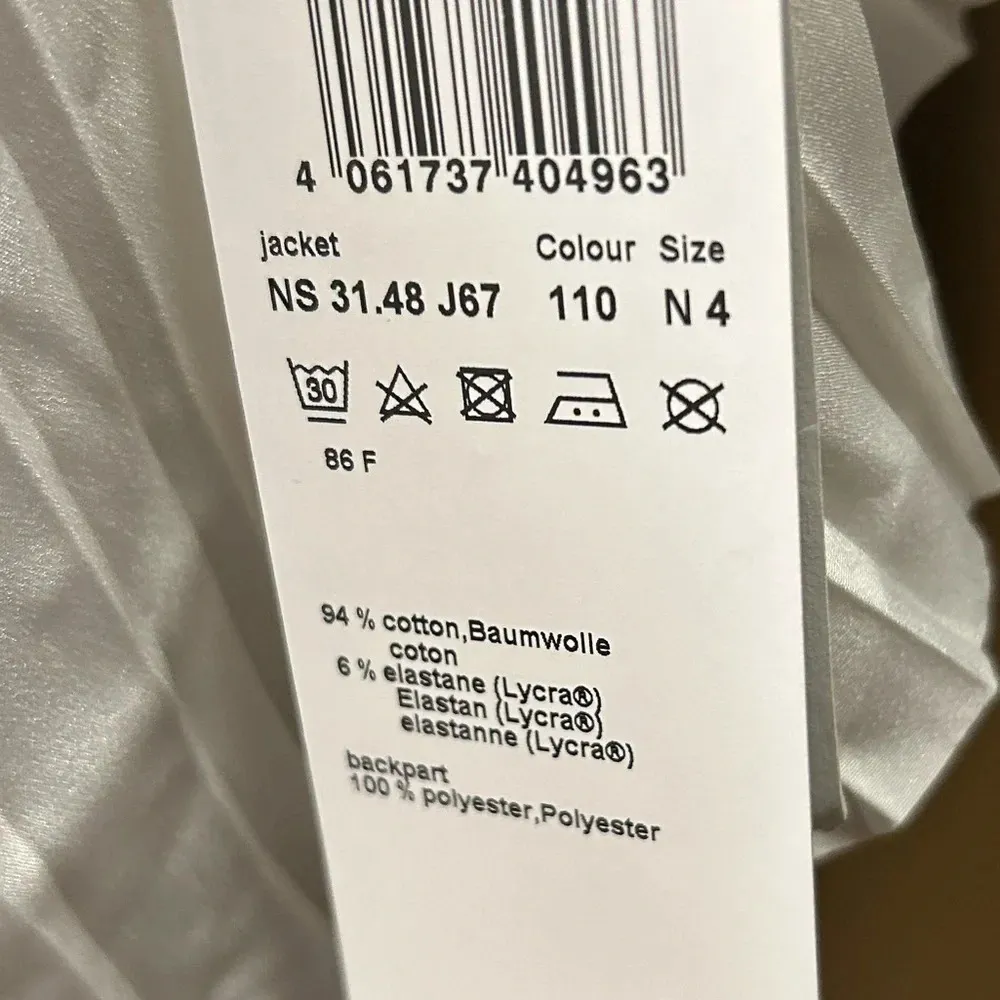 4 061737 404963
jacket Colour Size
NS 31.48 J67 110 N 4
30
86 F
94 % cotton,Baumwolle
coton
6 % elastane (Lycra®)
Elastan (Lycra®)
elastanne (Lycra®)
backpart
100 % polyester,Polyester